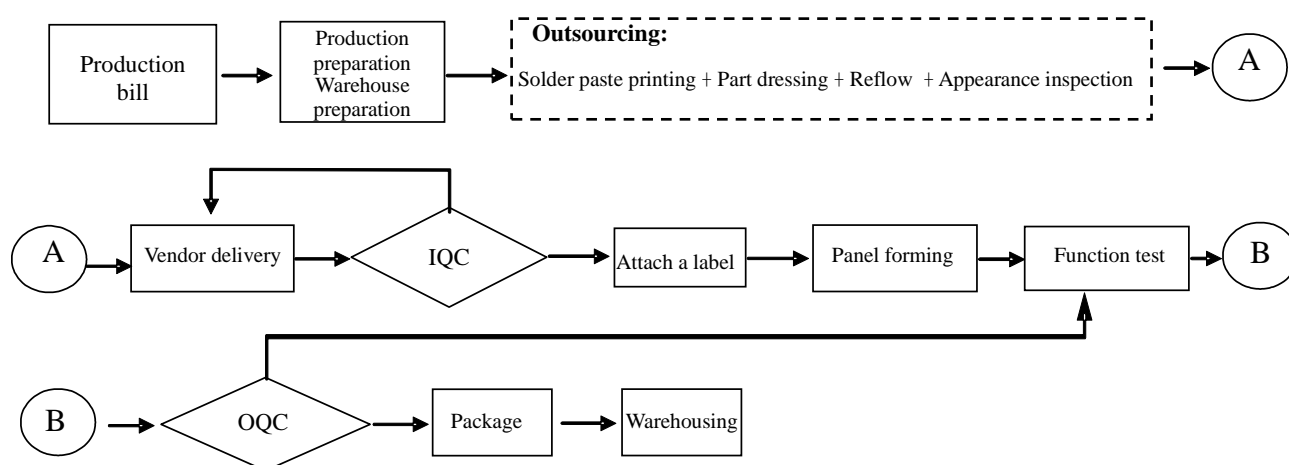 Production
bill
Production
preparation
Warehouse
preparation
Outsourcing:
Solder paste printing + Part dressing + Reflow + Appearance inspection
A
A
Vendor delivery
IQC
Attach a label
Panel forming
Function test
B
B
OQC
Package
Warehousing